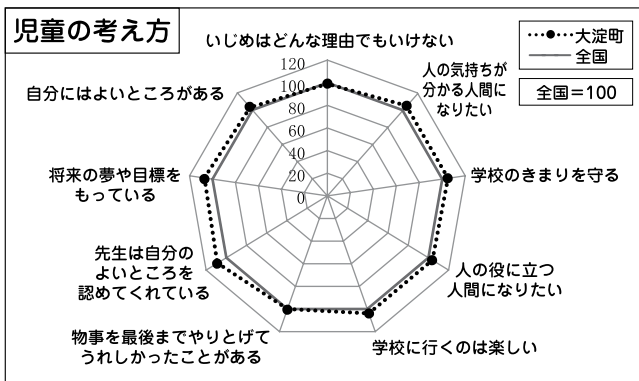 児童の考え方
大淀町
全国
全国＝100
いじめはどんな理由でもいけない
人の気持ちが
分かる人間に
なりたい
学校のきまりを守る
人の役に立つ
人間になりたい
学校に行くのは楽しい
物事を最後までやりとげて
うれしかったことがある
先生は自分の
よいところを
認めてくれている
将来の夢や目標を
もっている
自分にはよいところがある
120
100
80
60
40
20
0